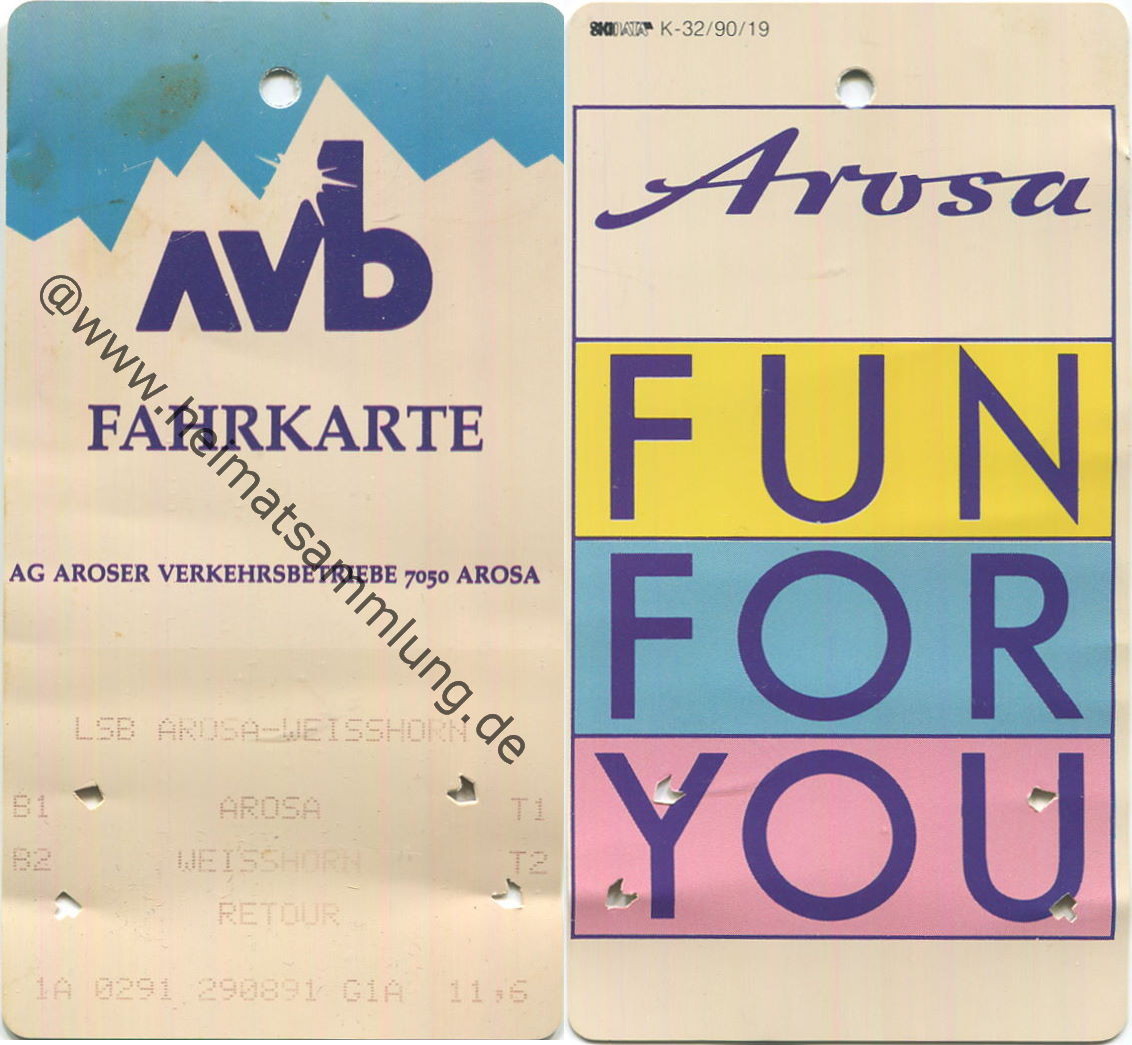 avb
FAHRKARTE
AG AROSER VERKEHRSBETRIEBE 7050 AROSA
LSB AROSA-WEISSHORN
B1 AROSA T1
B2 WEISSHORN T2
RETOUR
1A 0291 290891 G1A 11,6
@www.heimatsammlung.de
SKIDATA K-32/90/19
Arosa
FUN
FOR
YOU